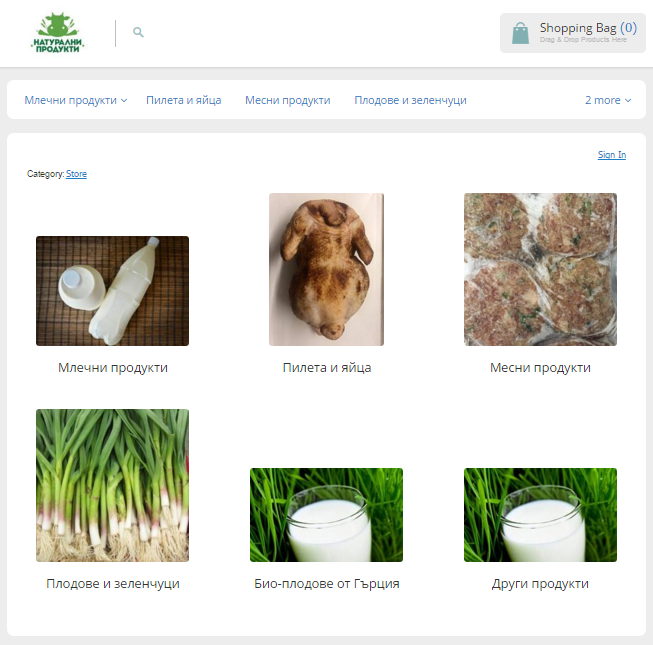 НАТУРАЛНИ
ПРОДУКТИ
Shopping Bag (0)
Drag & Drop Products Here
Млечни продукти
Пилета и яйца
Месни продукти
Плодове и зеленчуци
2 more
Sign In
Category: Store
Млечни продукти
Пилета и яйца
Месни продукти
Плодове и зеленчуци
Био-плодове от Гърция
Други продукти